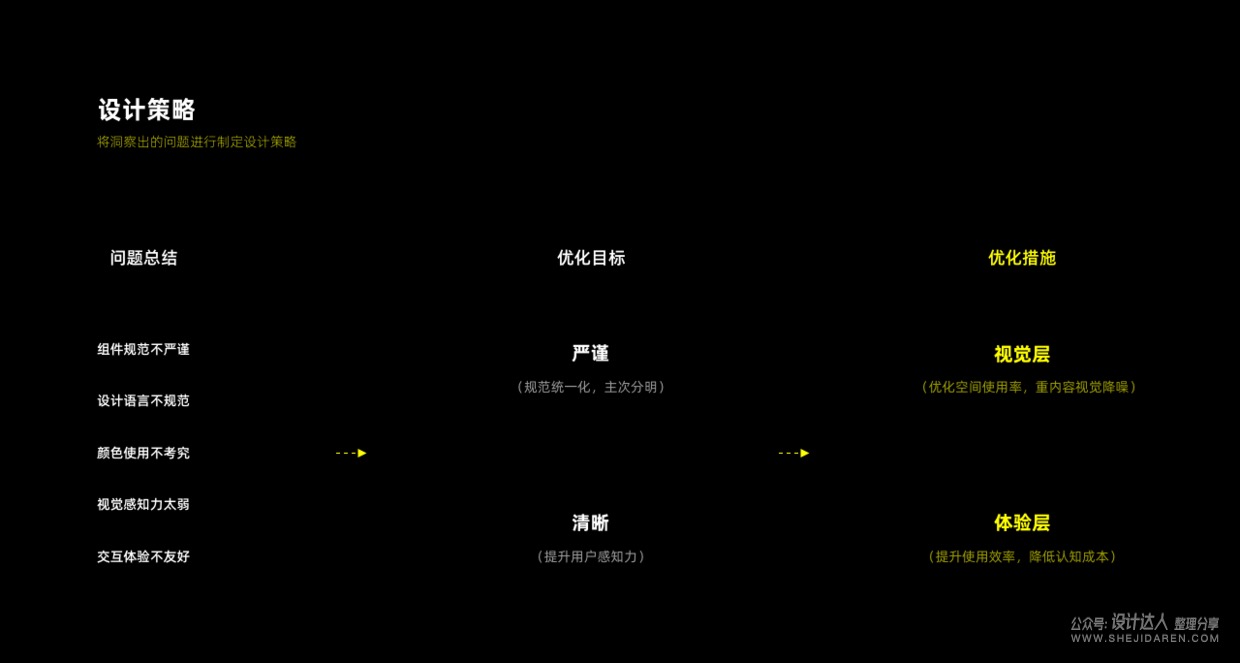 设计策略
将洞察出的问题进行制定设计策略
问题总结
组件规范不严谨
设计语言不规范
颜色使用不考究
视觉感知力太弱
交互体验不友好
优化目标
严谨
（规范统一化，主次分明）
清晰
（提升用户感知力）
优化措施
视觉层
（优化空间使用率，重内容视觉降噪）
体验层
（提升使用效率，降低认知成本）
公众号: 设计达人 整理分享
WWW.SHEJIDAREN.COM